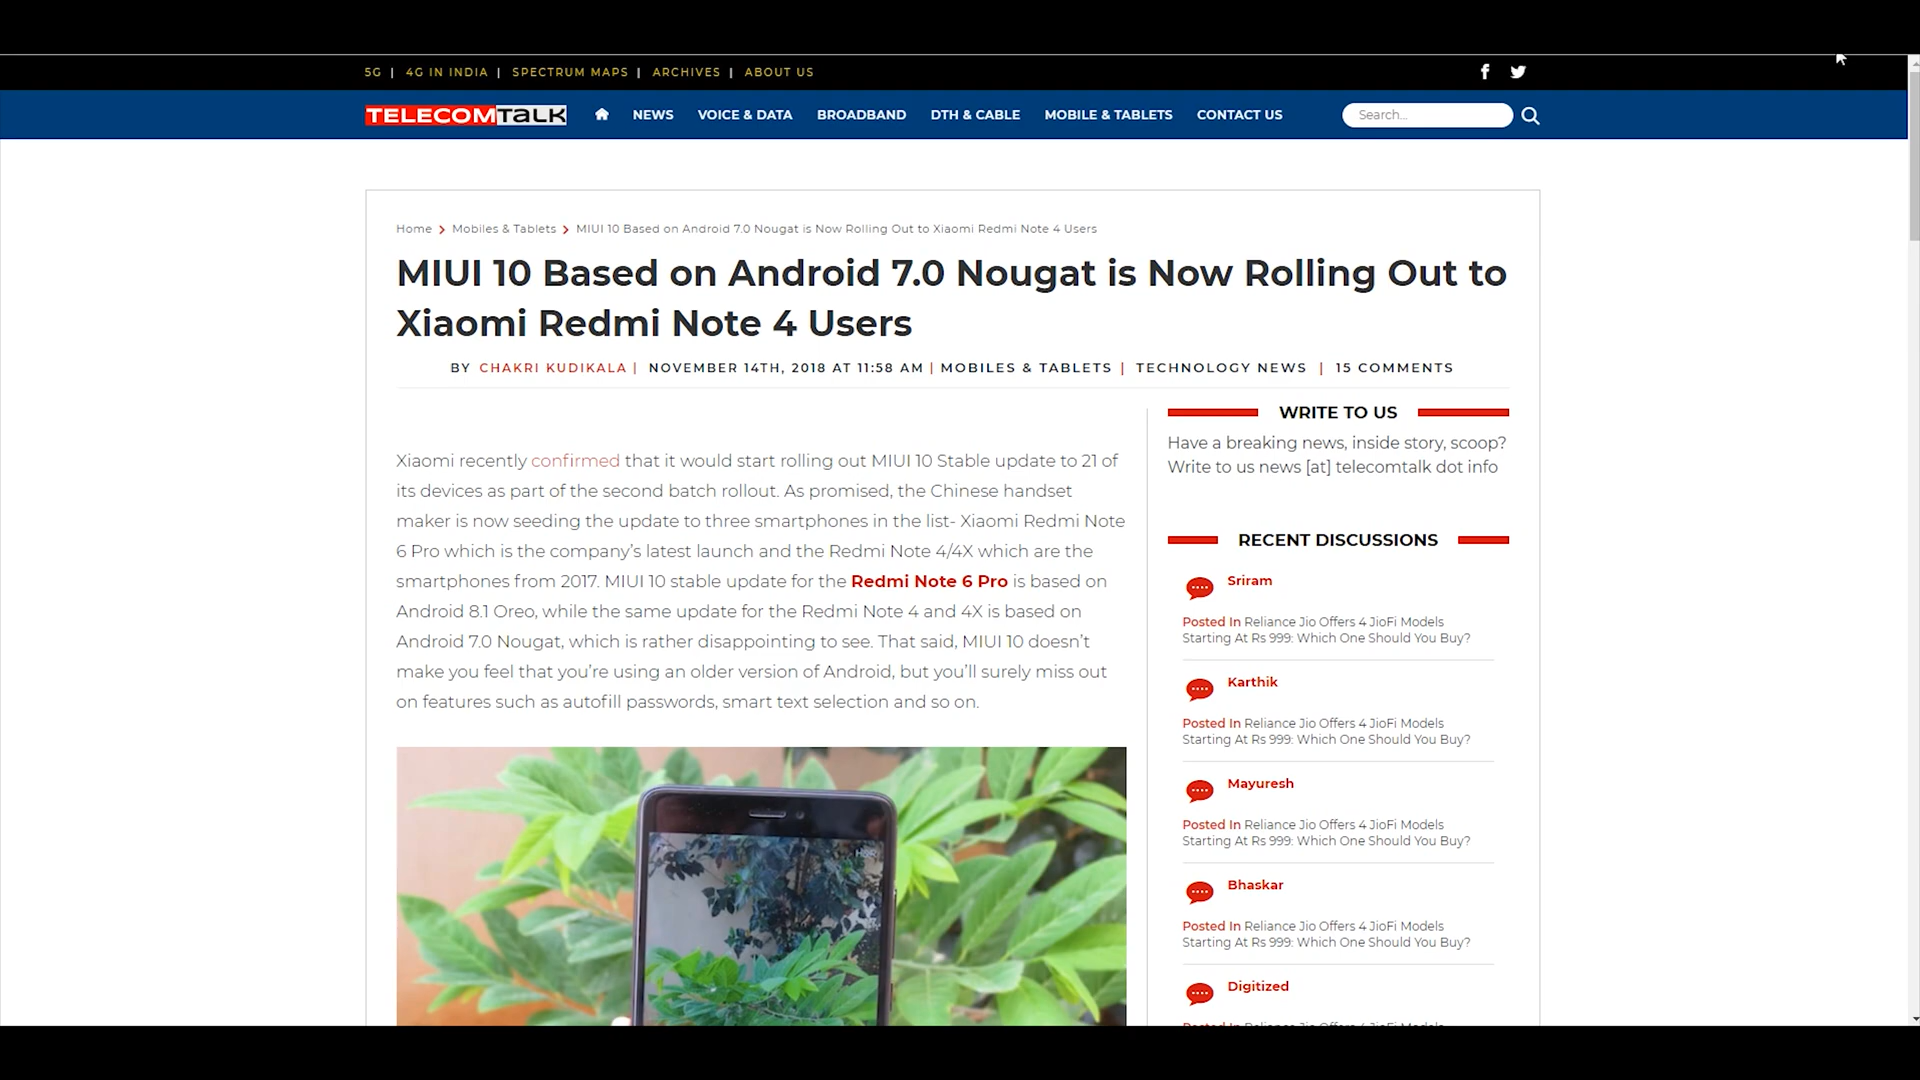 5G | 4G IN INDIA | SPECTRUM MAPS | ARCHIVES | ABOUT US
TELECOMTALK NEWS VOICE & DATA BROADBAND DTH & CABLE MOBILE & TABLETS CONTACT US Search...
Home > Mobiles & Tablets > MIUI 10 Based on Android 7.0 Nougat is Now Rolling Out to Xiaomi Redmi Note 4 Users
MIUI 10 Based on Android 7.0 Nougat is Now Rolling Out to
Xiaomi Redmi Note 4 Users
BY CHAKRI KUDIKALA | NOVEMBER 14TH, 2018 AT 11:58 AM | MOBILES & TABLETS | TECHNOLOGY NEWS | 15 COMMENTS
Xiaomi recently confirmed that it would start rolling out MIUI 10 Stable update to 21 of
its devices as part of the second batch rollout. As promised, the Chinese handset
maker is now seeding the update to three smartphones in the list- Xiaomi Redmi Note
6 Pro which is the company’s latest launch and the Redmi Note 4/4X which are the
smartphones from 2017. MIUI 10 stable update for the Redmi Note 6 Pro is based on
Android 8.1 Oreo, while the same update for the Redmi Note 4 and 4X is based on
Android 7.0 Nougat, which is rather disappointing to see. That said, MIUI 10 doesn’t
make you feel that you’re using an older version of Android, but you’ll surely miss out
on features such as autofill passwords, smart text selection and so on.
WRITE TO US
Have a breaking news, inside story, scoop?
Write to us news [at] telecomtalk dot info
RECENT DISCUSSIONS
Sriram
Posted In Reliance Jio Offers 4 JioFi Models
Starting At Rs 999: Which One Should You Buy?
Karthik
Posted In Reliance Jio Offers 4 JioFi Models
Starting At Rs 999: Which One Should You Buy?
Mayuresh
Posted In Reliance Jio Offers 4 JioFi Models
Starting At Rs 999: Which One Should You Buy?
Bhaskar
Posted In Reliance Jio Offers 4 JioFi Models
Starting At Rs 999: Which One Should You Buy?
Digitized
Posted In Reliance Jio Offers 4 JioFi Models